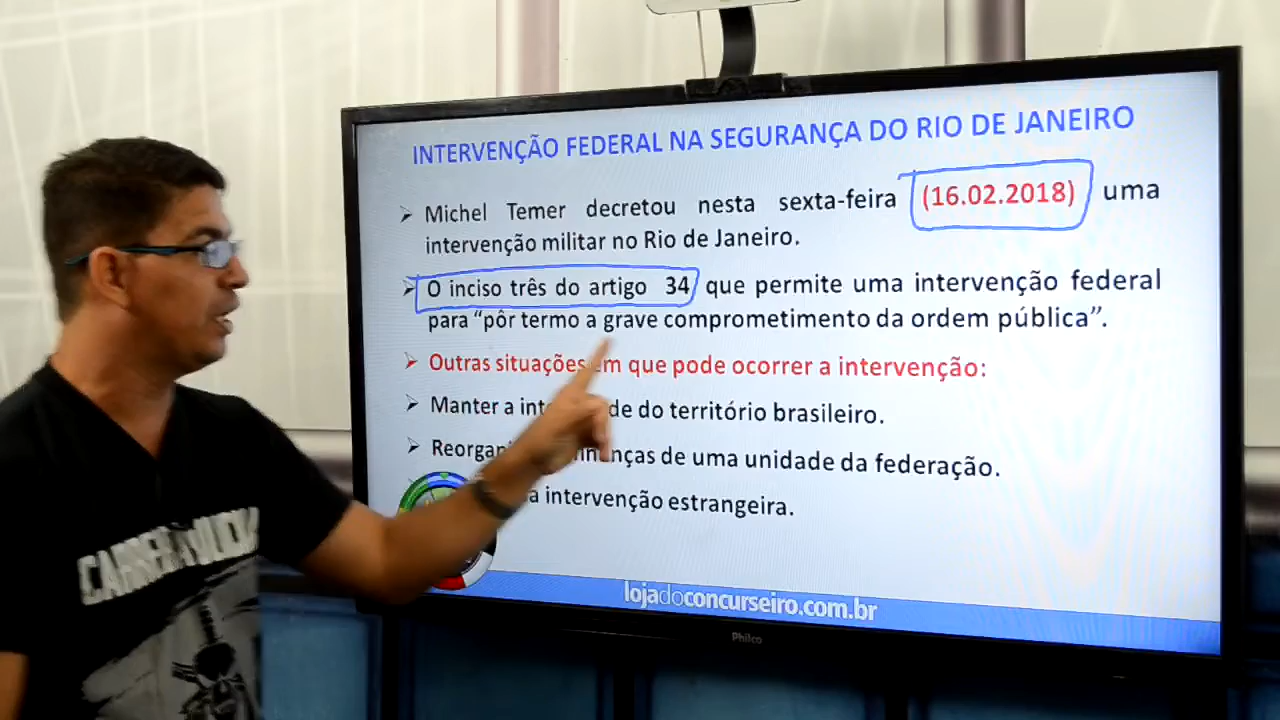 INTERVENÇÃO FEDERAL NA SEGURANÇA DO RIO DE JANEIRO
Michel Temer decretou nesta sexta-feira (16.02.2018) uma
intervenção militar no Rio de Janeiro.
O inciso três do artigo 34 que permite uma intervenção federal
para “pôr termo a grave comprometimento da ordem pública”.
Outras situações em que pode ocorrer a intervenção:
Manter a de do território brasileiro.
de uma unidade da federação.
a intervenção estrangeira.
lojadoconcurseiro.com.br
Philco